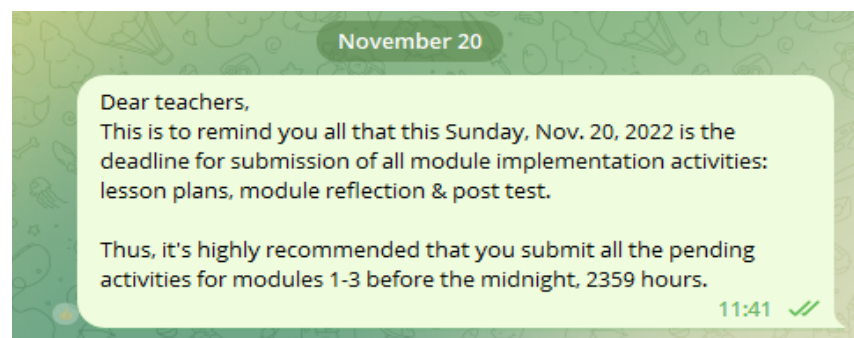 November 20
Dear teachers,
This is to remind you all that this Sunday, Nov. 20, 2022 is the
deadline for submission of all module implementation activities:
lesson plans, module reflection & post test.
Thus, it's highly recommended that you submit all the pending
activities for modules 1-3 before the midnight, 2359 hours.
11:41